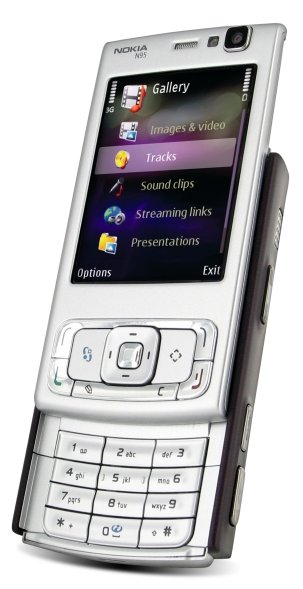 NOKIA
N95
Gallery
3G
Images & video
Tracks
Sound clips
Streaming links
Presentations
Options Exit
C
1 2 abc def 3
4 ghi 5 jkl mno 6
7 pqrs 8 tuv wxyz 9
* + 0 #